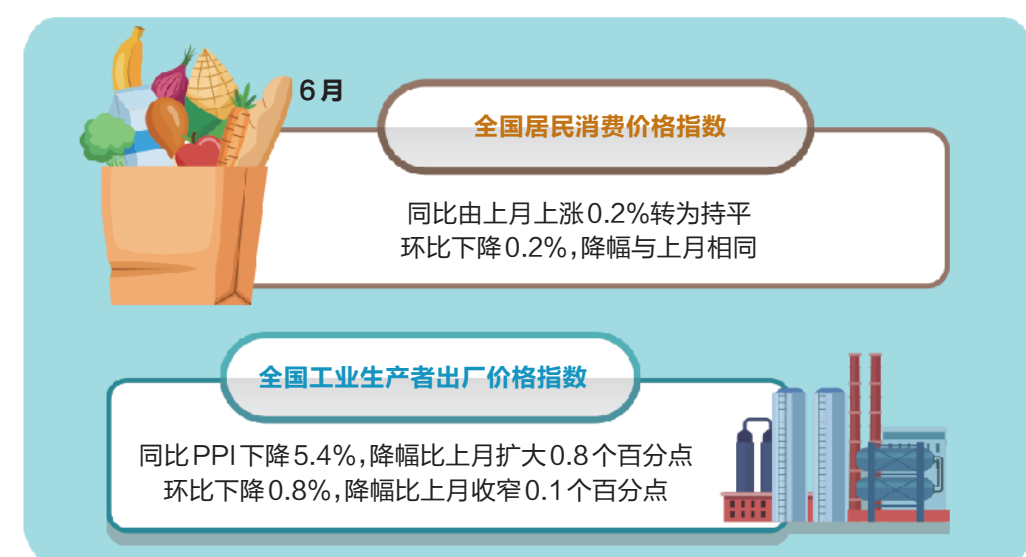 6月
全国居民消费价格指数
同比由上月上涨0.2%转为持平
环比下降0.2%,降幅与上月相同
全国工业生产者出厂价格指数
同比PPI下降5.4%,降幅比上月扩大0.8个百分点
环比下降0.8%,降幅比上月收窄0.1个百分点